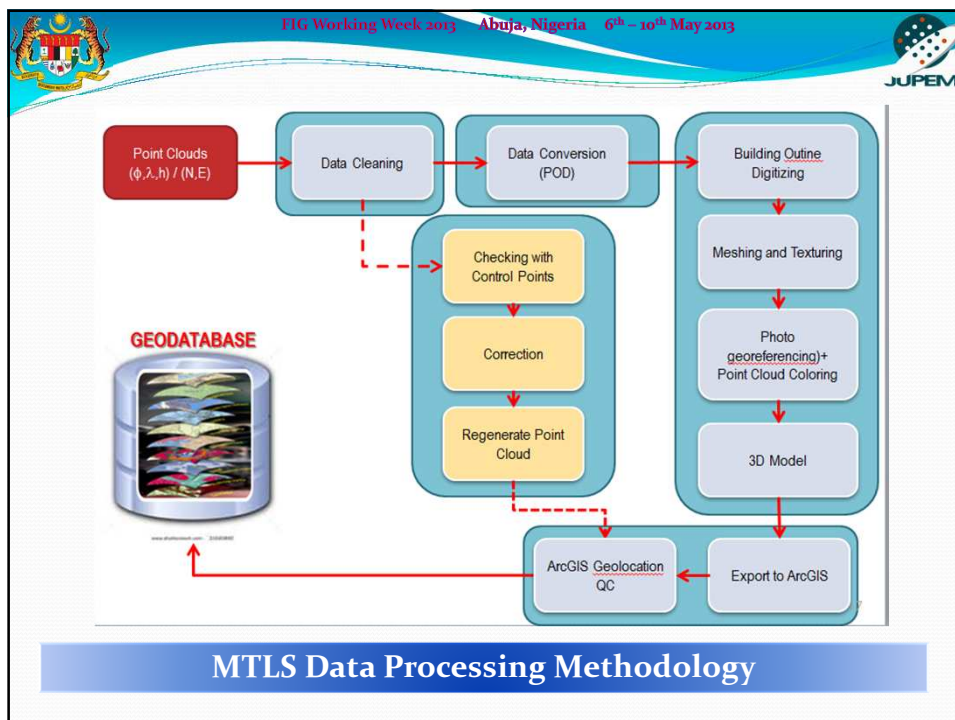 FIG Working Week 2013 Abuja, Nigeria 6th – 10th May 2013
JUPEM
Point Clouds
(ϕ,λ,h) / (N,E)
Data Cleaning
Data Conversion
(POD)
Building Outine
Digitizing
Checking with
Control Points
Meshing and Texturing
GEODATABASE
Correction
Photo
georeferencing)+
Point Cloud Coloring
Regenerate Point
Cloud
3D Model
ArcGIS Geolocation
QC
Export to ArcGIS
MTLS Data Processing Methodology